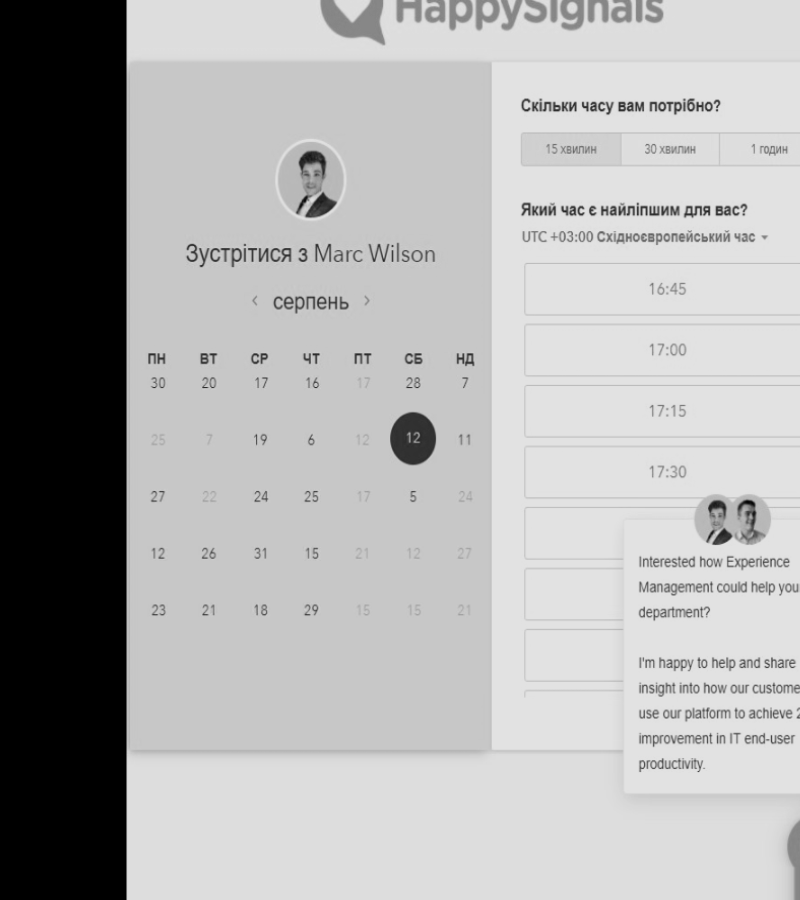 HappySignals
Зустрітися з Marc Wilson
‹ серпень ›
ПН ВТ СР ЧТ ПТ СБ НД
30 20 17 16 17 28 7
25 7 19 6 12 12 11
27 22 24 25 17 5 24
12 26 31 15 21 12 27
23 21 18 29 15 15 21
Скільки часу вам потрібно?
15 хвилин 30 хвилин 1 годин
Який час є найліпшим для вас?
UTC +03:00 Східноєвропейський час
16:45
17:00
17:15
17:30
Interested how Experience
Management could help you
department?
I'm happy to help and share
insight into how our custome
use our platform to achieve 2
improvement in IT end-user
productivity.